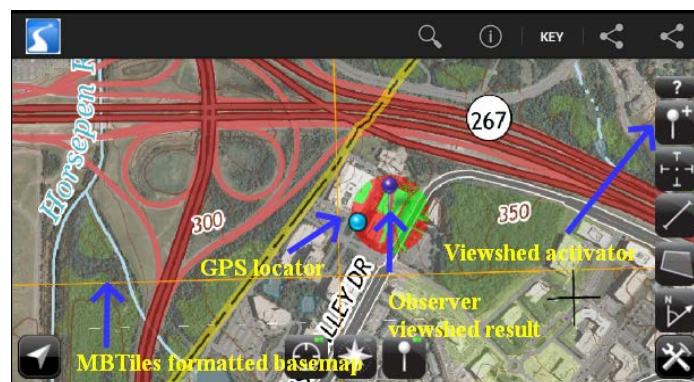 KEY
?
267
Horsepen R
300
350
GPS locator
Viewshed activator
N
LLEY DR
Observer
viewshed result
MBTiles formatted basemap